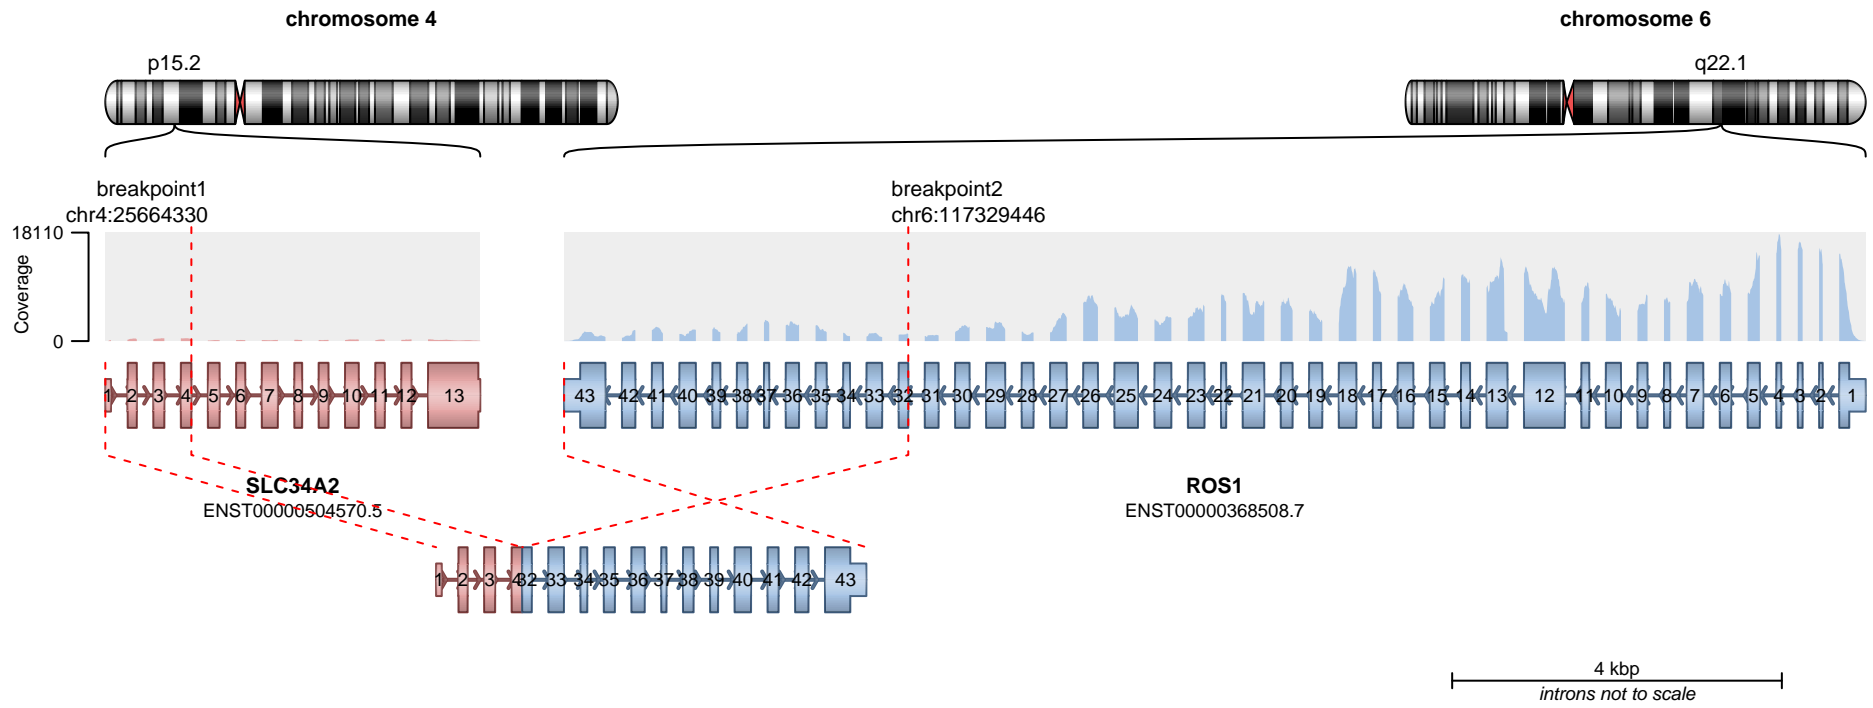 chromosome 4
chromosome 6
p15.2
q22.1
breakpoint1
chr4:25664330
breakpoint2
chr6:117329446
18110
Coverage
0
1 2 3 4 5 6 7 8 9 10 11 12 13
43 42 41 40 39 38 37 36 35 34 33 32 31 30 29 28 27 26 25 24 23 22 21 20 19 18 17 16 15 14 13 12 11 10 9 8 7 6 5 4 3 2 1
SLC34A2
ENST00000504570.5
ROS1
ENST00000368508.7
1 2 3 4 32 33 34 35 36 37 38 39 40 41 42 43
4 kbp
introns not to scale